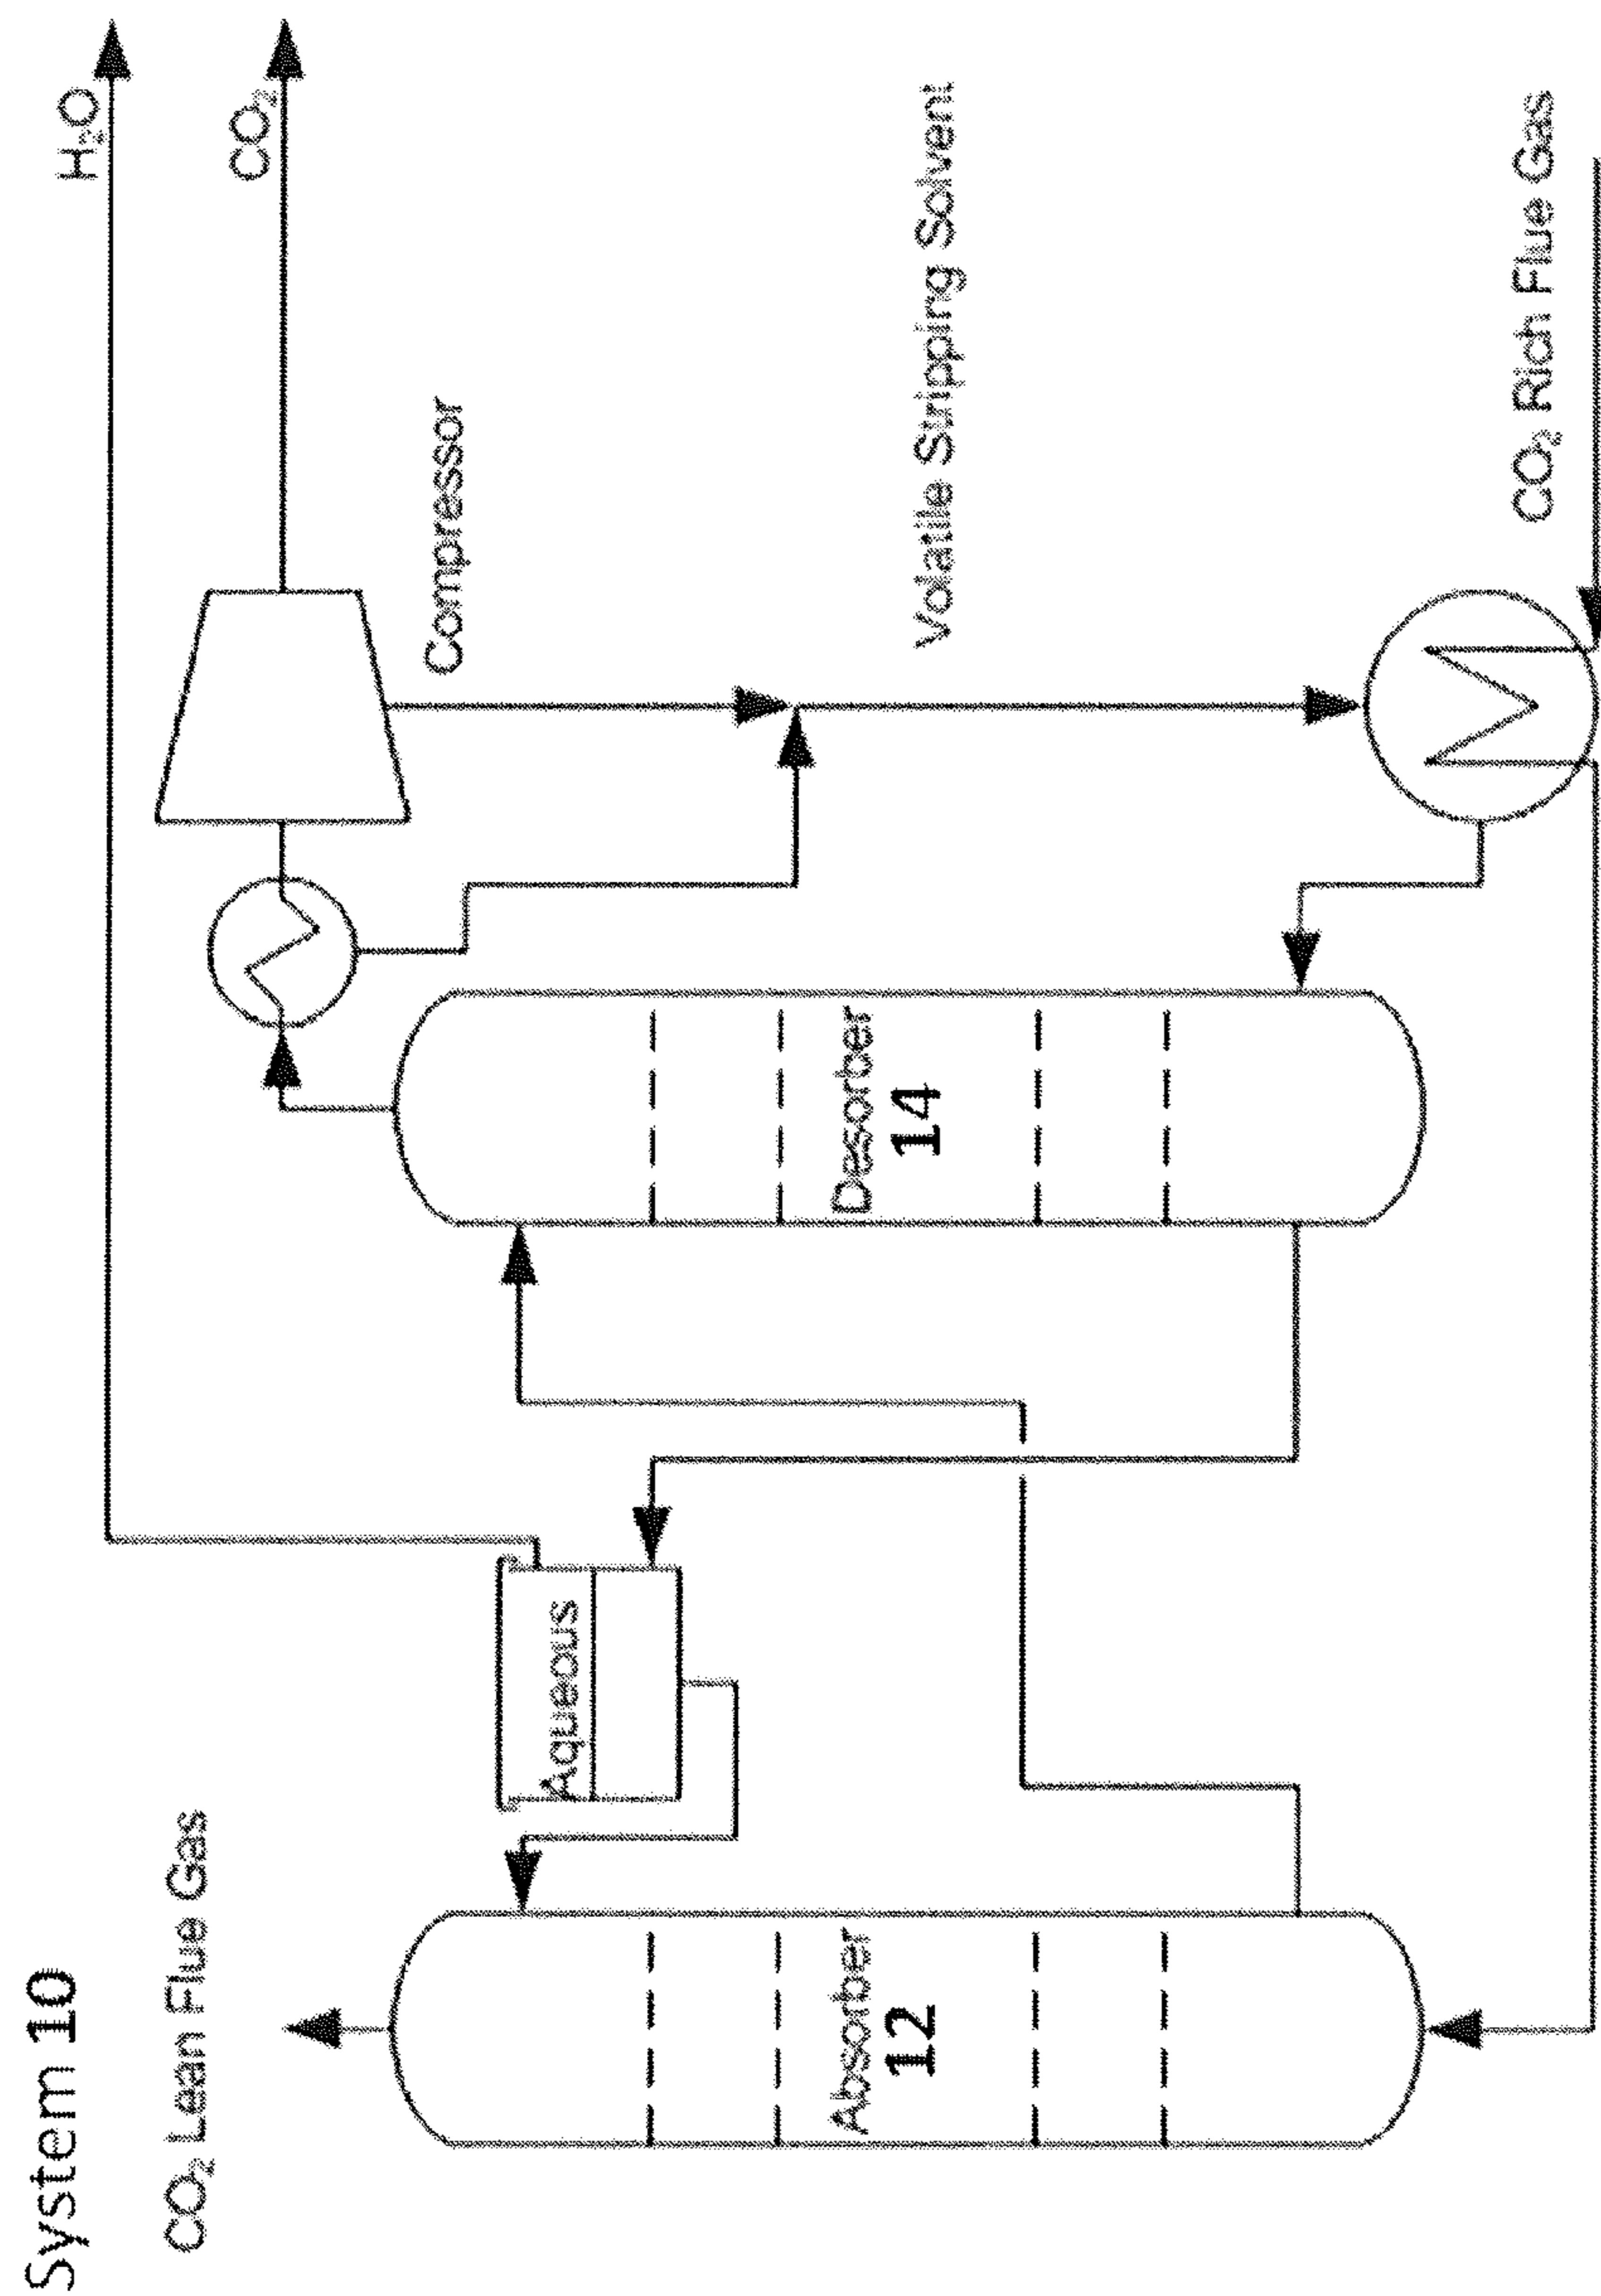 System 10
CO₂ Lean Flue Gas
H₂O
CO₂
Aqueous
Compressor
Absorber
12
Desorber
14
Volatile Stripping Solvent
CO₂ Rich Flue Gas